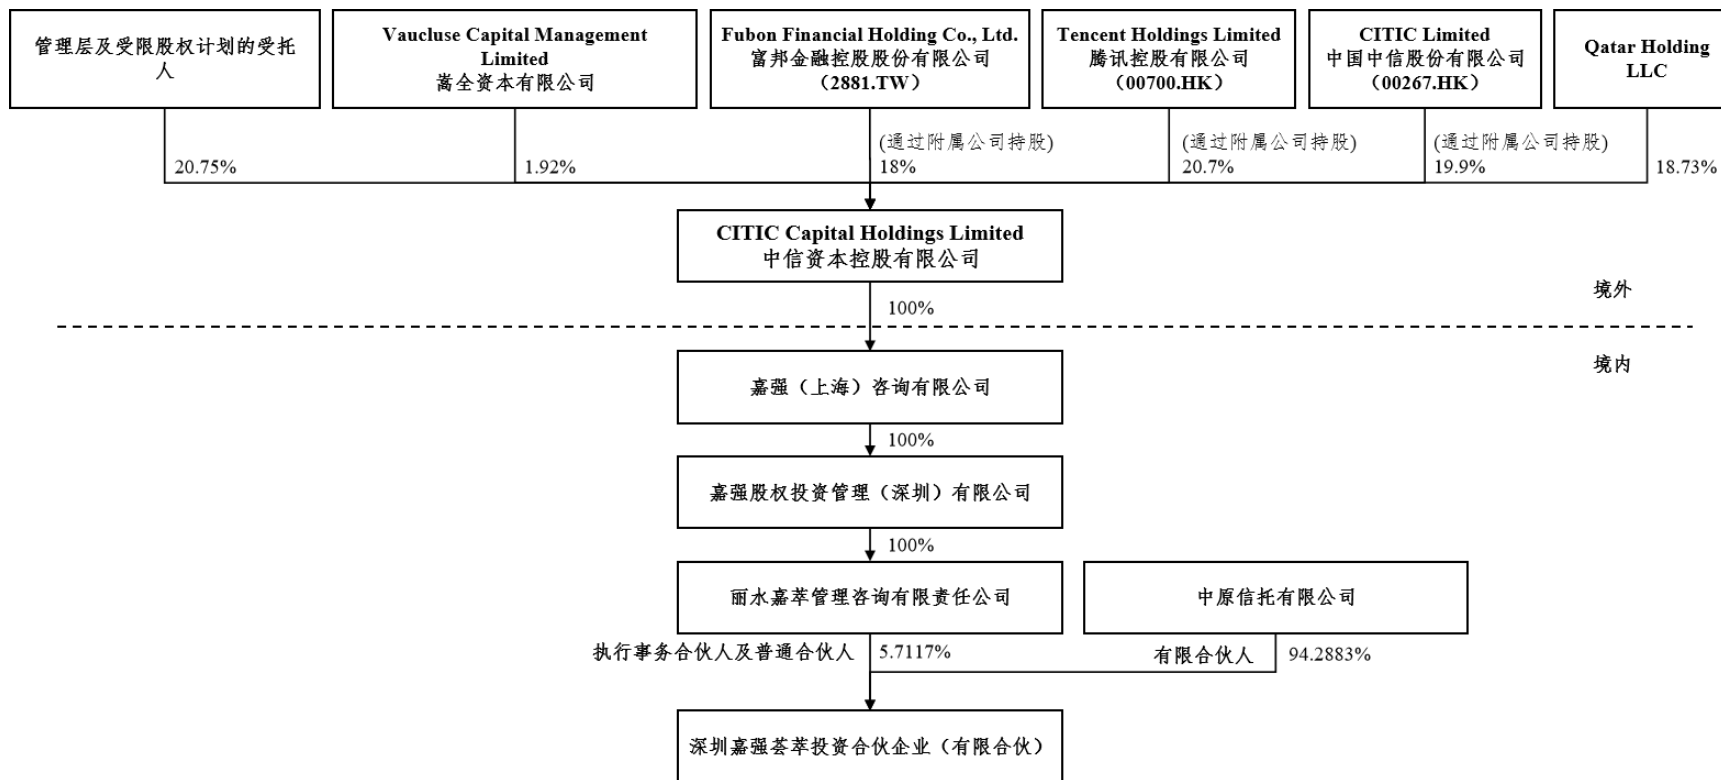 管理层及受限股权计划的受托
人
Vaucluse Capital Management
Limited
嵩全资本有限公司
Fubon Financial Holding Co., Ltd.
富邦金融控股股份有限公司
（2881.TW）
Tencent Holdings Limited
腾讯控股有限公司
（00700.HK）
CITIC Limited
中国中信股份有限公司
（00267.HK）
Qatar Holding
LLC
20.75%
1.92%
(通过附属公司持股)
18%
(通过附属公司持股)
20.7%
(通过附属公司持股)
19.9%
18.73%
CITIC Capital Holdings Limited
中信资本控股有限公司
境外
100%
境内
嘉强（上海）咨询有限公司
100%
嘉强股权投资管理（深圳）有限公司
100%
丽水嘉萃管理咨询有限责任公司
中原信托有限公司
执行事务合伙人及普通合伙人
5.7117%
有限合伙人
94.2883%
深圳嘉强荟萃投资合伙企业（有限合伙）